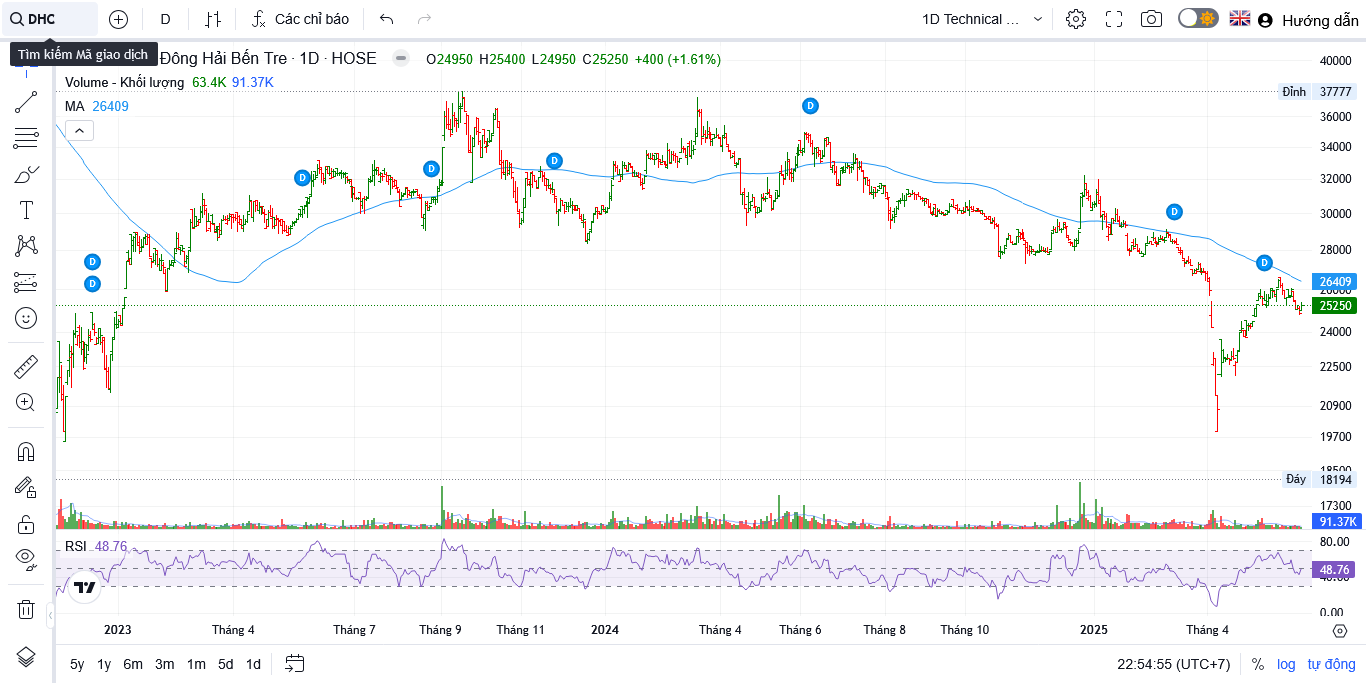 DHC
D
Các chỉ báo
1D Technical ...
Hướng dẫn
Tìm kiếm Mã giao dịch
Đông Hải Bến Tre · 1D · HOSE
O24950 H25400 L24950 C25250 +400 (+1.61%)
Volume - Khối lượng 63.4K 91.37K
MA 26409
40000
Đỉnh 37777
36000
34000
32000
30000
28000
26409
26000
25250
24000
22500
20900
19700
18500
Đáy 18194
17300
91.37K
D
D
D
D
D
D
D
D
RSI 48.76
80.00
48.76
40.00
0.00
2023 Tháng 4 Tháng 7 Tháng 9 Tháng 11 2024 Tháng 4 Tháng 6 Tháng 8 Tháng 10 2025 Tháng 4
5y 1y 6m 3m 1m 5d 1d
22:54:55 (UTC+7) % log tự động